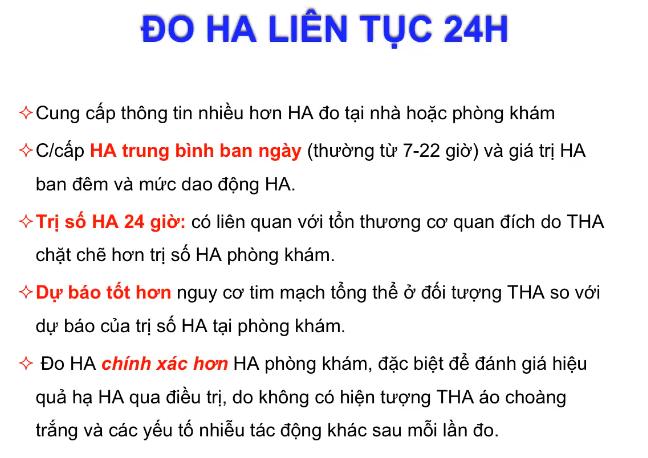 ĐO HA LIÊN TỤC 24H
✧Cung cấp thông tin nhiều hơn HA đo tại nhà hoặc phòng khám
✧C/cấp HA trung bình ban ngày (thường từ 7-22 giờ) và giá trị HA
ban đêm và mức dao động HA.
✧Trị số HA 24 giờ: có liên quan với tổn thương cơ quan đích do THA
chặt chẽ hơn trị số HA phòng khám.
✧Dự báo tốt hơn nguy cơ tim mạch tổng thể ở đối tượng THA so với
dự báo của trị số HA tại phòng khám.
✧ Đo HA chính xác hơn HA phòng khám, đặc biệt để đánh giá hiệu
quả hạ HA qua điều trị, do không có hiện tượng THA áo choàng
trắng và các yếu tố nhiễu tác động khác sau mỗi lần đo.